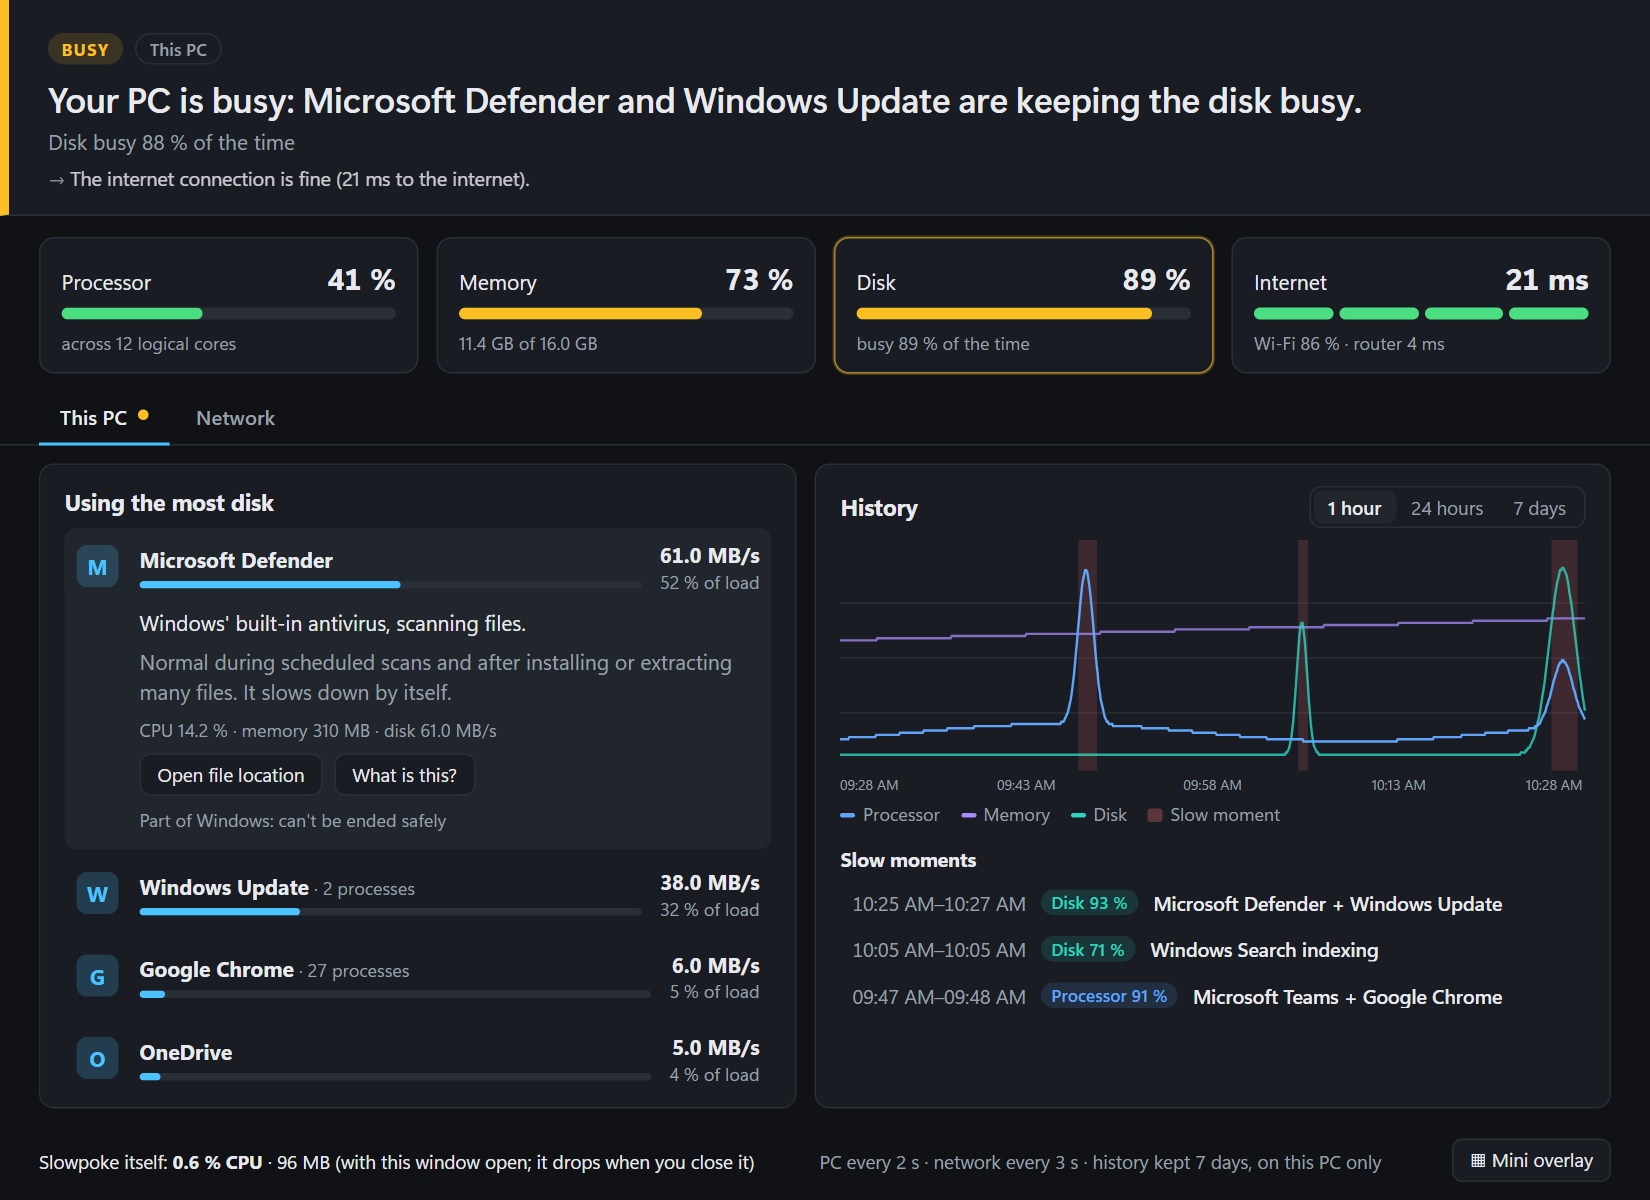 BUSY
This PC
Your PC is busy: Microsoft Defender and Windows Update are keeping the disk busy.
Disk busy 88 % of the time
→ The internet connection is fine (21 ms to the internet).
Processor
41 %
across 12 logical cores
Memory
73 %
11.4 GB of 16.0 GB
Disk
89 %
busy 89 % of the time
Internet
21 ms
Wi-Fi 86 % · router 4 ms
This PC
Network
Using the most disk
M
Microsoft Defender
61.0 MB/s
52 % of load
Windows' built-in antivirus, scanning files.
Normal during scheduled scans and after installing or extracting
many files. It slows down by itself.
CPU 14.2 % · memory 310 MB · disk 61.0 MB/s
Open file location
What is this?
Part of Windows: can't be ended safely
W
Windows Update · 2 processes
38.0 MB/s
32 % of load
G
Google Chrome · 27 processes
6.0 MB/s
5 % of load
O
OneDrive
5.0 MB/s
4 % of load
History
1 hour
24 hours
7 days
09:28 AM
09:43 AM
09:58 AM
10:13 AM
10:28 AM
Processor
Memory
Disk
Slow moment
Slow moments
10:25 AM–10:27 AM
Disk 93 %
Microsoft Defender + Windows Update
10:05 AM–10:05 AM
Disk 71 %
Windows Search indexing
09:47 AM–09:48 AM
Processor 91 %
Microsoft Teams + Google Chrome
Slowpoke itself: 0.6 % CPU · 96 MB (with this window open; it drops when you close it)
PC every 2 s · network every 3 s · history kept 7 days, on this PC only
▦ Mini overlay